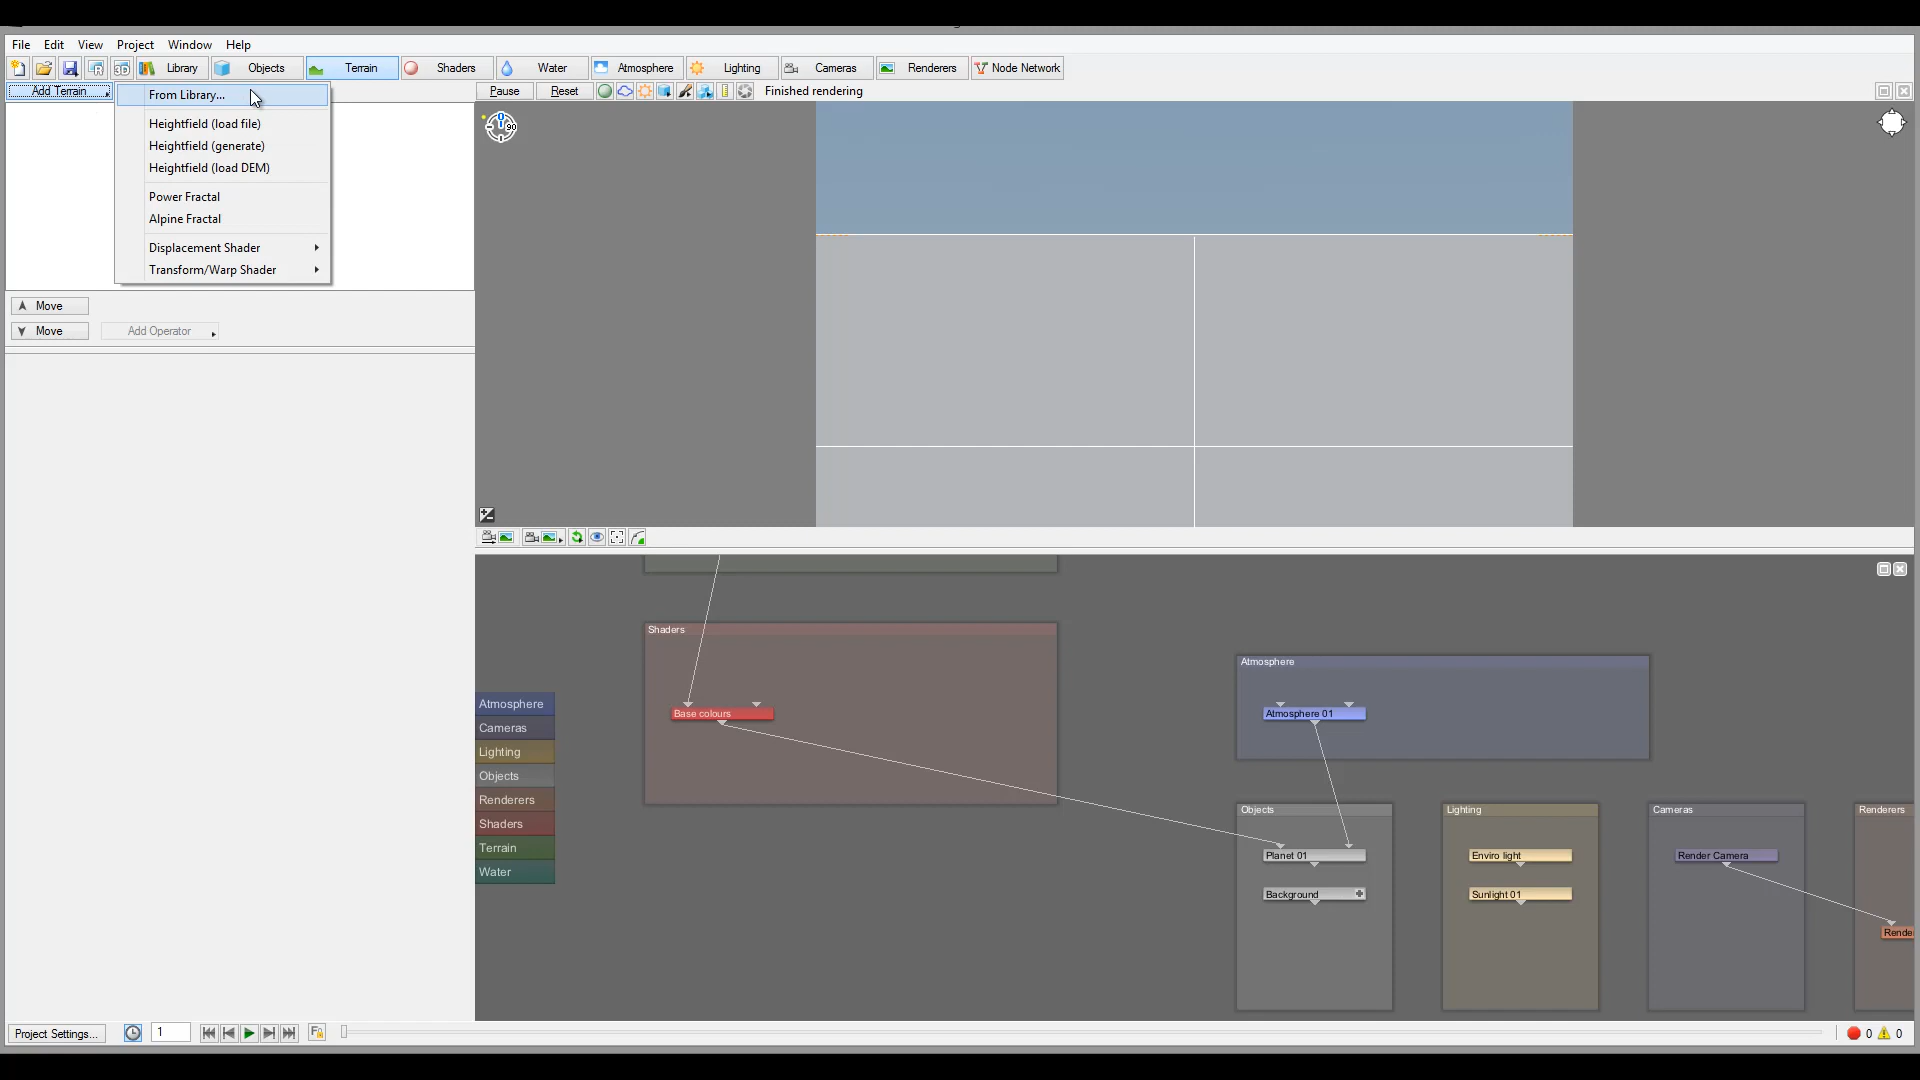 File Edit View Project Window Help
Library Objects Terrain Shaders Water Atmosphere Lighting Cameras Renderers Node Network
Add Terrain
From Library...
Heightfield (load file)
Heightfield (generate)
Heightfield (load DEM)
Power Fractal
Alpine Fractal
Displacement Shader
Transform/Warp Shader
Move
Move Add Operator
Pause Reset Finished rendering
90
Shaders
Base colours
Atmosphere
Atmosphere 01
Atmosphere
Cameras
Lighting
Objects
Renderers
Shaders
Terrain
Water
Objects
Planet 01
Background
Lighting
Enviro light
Sunlight 01
Cameras
Render Camera
Renderers
Rende
Project Settings... 1 0 0